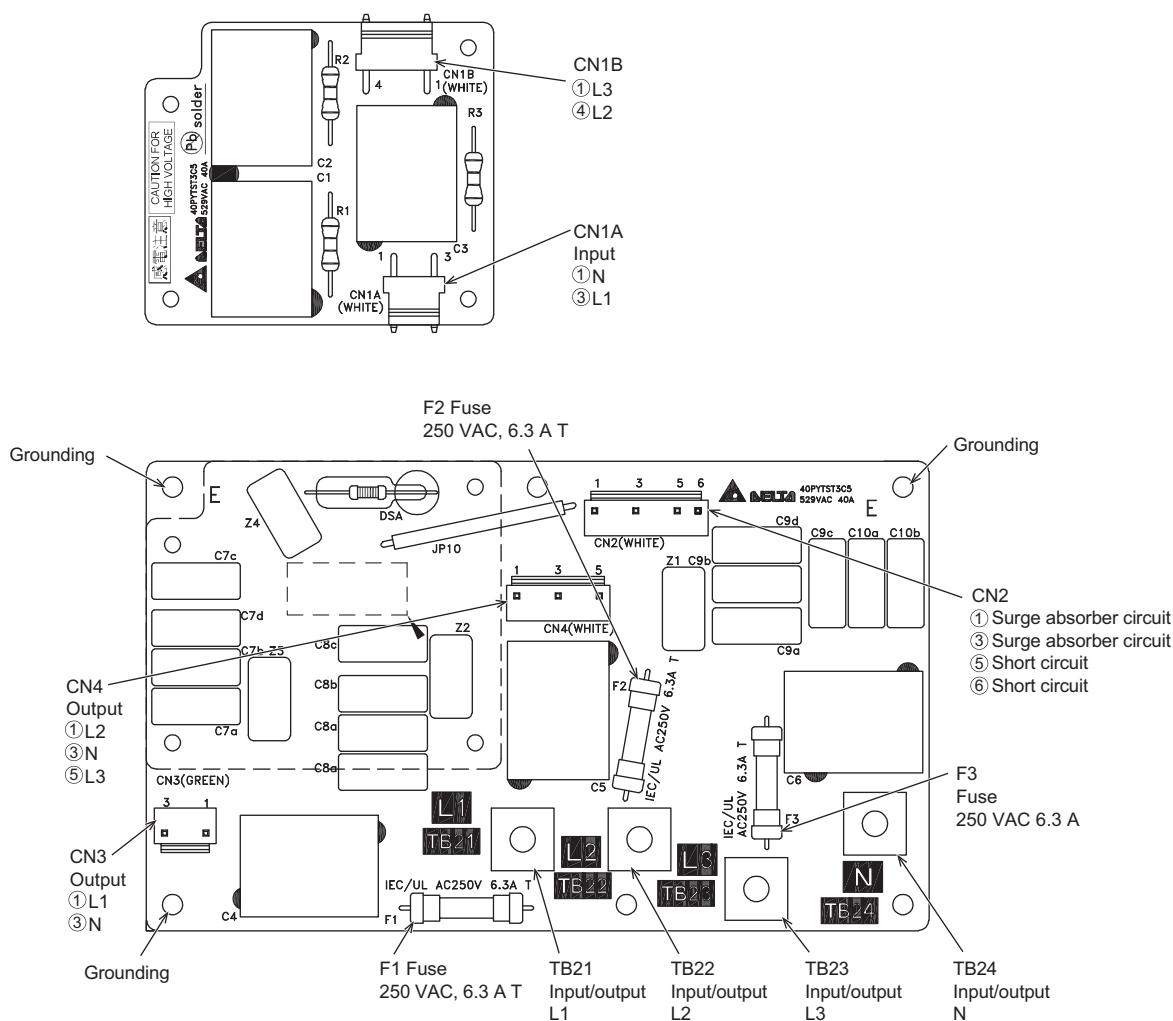 R2
CN1B
(WHITE)
4
1
R3
CN1B
①L3
④L2
CAUTION FOR
HIGH VOLTAGE
Pb solder
40PYTST3C5
529VAC 40A
DELTA
感電注意
C2
C1
R1
C3
1
3
CN1A
(WHITE)
CN1A
Input
①N
③L1
F2 Fuse
250 VAC, 6.3 A T
Grounding
Grounding
E
Z4
DSA
JP10
1 3 5 6
CN2(WHITE)
DELTA
40PYTST3C5
529VAC 40A
E
C7c
C7d
C7b
Z5
C7a
1 3 5
CN4(WHITE)
C8c
C8b
C8a
C8a
Z2
Z1
C9b
C9d
C9a
C9c
C10a
C10b
CN2
①Surge absorber circuit
③Surge absorber circuit
⑤Short circuit
⑥Short circuit
CN4
Output
①L2
③N
⑤L3
F2
IEC/UL AC250V 6.3A T
C5
C6
IEC/UL
AC250V 6.3A T
F3
F3
Fuse
250 VAC 6.3 A
CN3(GREEN)
3 1
CN3
Output
①L1
③N
C4
IEC/UL AC250V 6.3A T
F1
L1
TB21
L2
TB22
L3
TB23
N
TB24
Grounding
F1 Fuse
250 VAC, 6.3 A T
TB21
Input/output
L1
TB22
Input/output
L2
TB23
Input/output
L3
TB24
Input/output
N